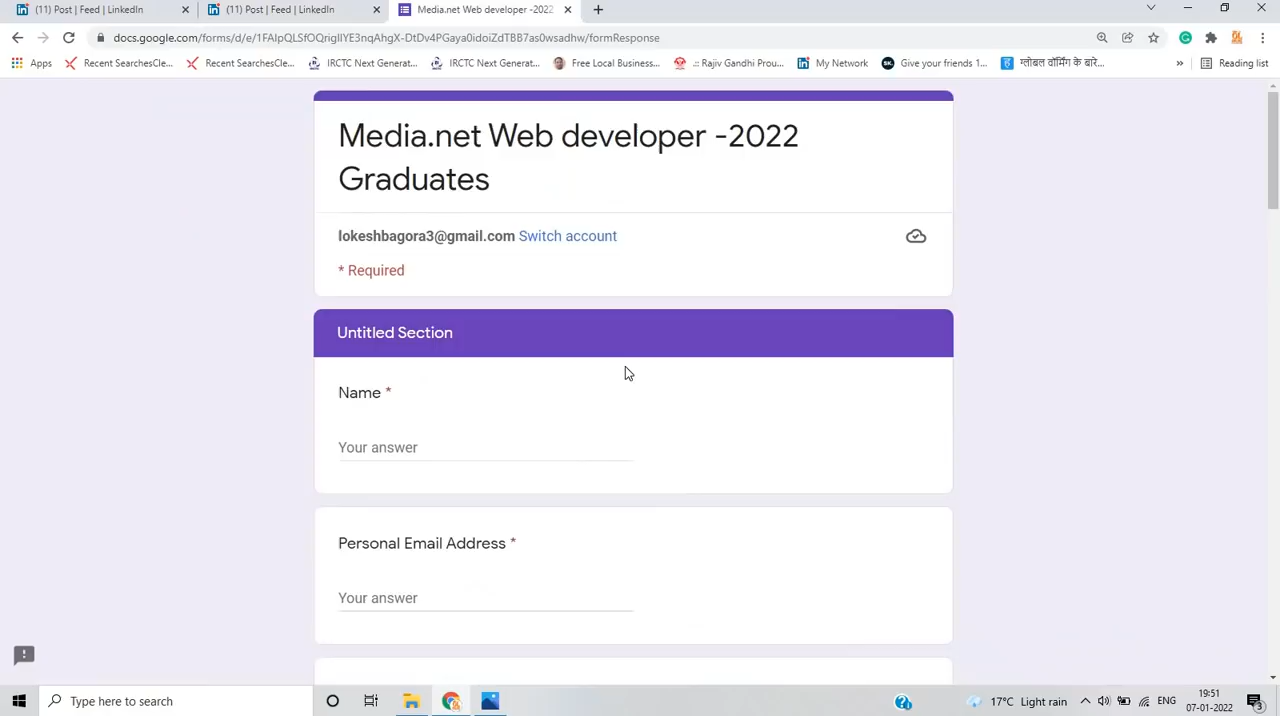 (11) Post | Feed | LinkedIn
(11) Post | Feed | LinkedIn
Media.net Web developer -2022
docs.google.com/forms/d/e/1FAIpQLSfOQrigIIYE3nqAhgX-DtDv4PGaya0idoiZdTBB7as0wsadhw/formResponse
Apps
Recent SearchesCle...
Recent SearchesCle...
IRCTC Next Generat...
IRCTC Next Generat...
Free Local Business...
.:: Rajiv Gandhi Prou...
My Network
Give your friends 1...
ग्लोबल वॉर्मिंग के बारे...
»
Reading list
Media.net Web developer -2022
Graduates
lokeshbagora3@gmail.com Switch account
* Required
Untitled Section
Name *
Your answer
Personal Email Address *
Your answer
Type here to search
17°C Light rain
ENG
19:51
07-01-2022
3